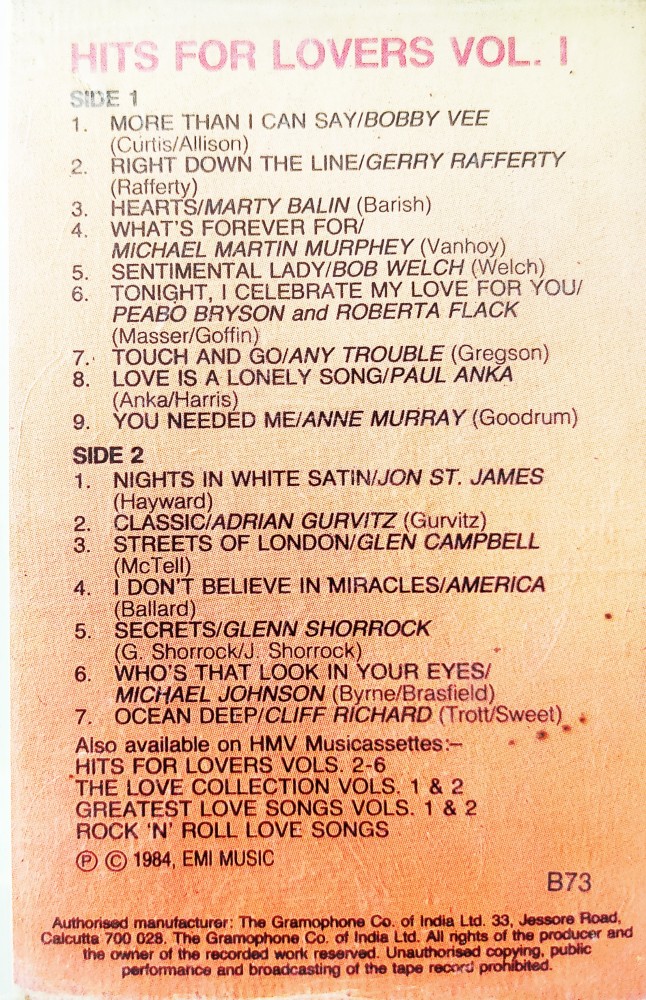 HITS FOR LOVERS VOL. I
SIDE 1
1. MORE THAN I CAN SAY/BOBBY VEE
(Curtis/Allison)
2. RIGHT DOWN THE LINE/GERRY RAFFERTY
(Rafferty)
3. HEARTS/MARTY BALIN (Barish)
4. WHAT'S FOREVER FOR/
MICHAEL MARTIN MURPHEY (Vanhoy)
5. SENTIMENTAL LADY/BOB WELCH (Welch)
6. TONIGHT, I CELEBRATE MY LOVE FOR YOU/
PEABO BRYSON and ROBERTA FLACK
(Masser/Goffin)
7. TOUCH AND GO/ANY TROUBLE (Gregson)
8. LOVE IS A LONELY SONG/PAUL ANKA
(Anka/Harris)
9. YOU NEEDED ME/ANNE MURRAY (Goodrum)
SIDE 2
1. NIGHTS IN WHITE SATIN/JON ST. JAMES
(Hayward)
2. CLASSIC/ADRIAN GURVITZ (Gurvitz)
3. STREETS OF LONDON/GLEN CAMPBELL
(McTell)
4. I DON'T BELIEVE IN MIRACLES/AMERICA
(Ballard)
5. SECRETS/GLENN SHORROCK
(G. Shorrock/J. Shorrock)
6. WHO'S THAT LOOK IN YOUR EYES/
MICHAEL JOHNSON (Byrne/Brasfield)
7. OCEAN DEEP/CLIFF RICHARD (Trott/Sweet)
Also available on HMV Musicassettes:–
HITS FOR LOVERS VOLS. 2-6
THE LOVE COLLECTION VOLS. 1 & 2
GREATEST LOVE SONGS VOLS. 1 & 2
ROCK 'N' ROLL LOVE SONGS
Ⓟ © 1984, EMI MUSIC
B73
Authorised manufacturer: The Gramophone Co. of India Ltd. 33, Jessore Road,
Calcutta 700 028. The Gramophone Co. of India Ltd. All rights of the producer and
the owner of the recorded work reserved. Unauthorised copying, public
performance and broadcasting of the tape record prohibited.